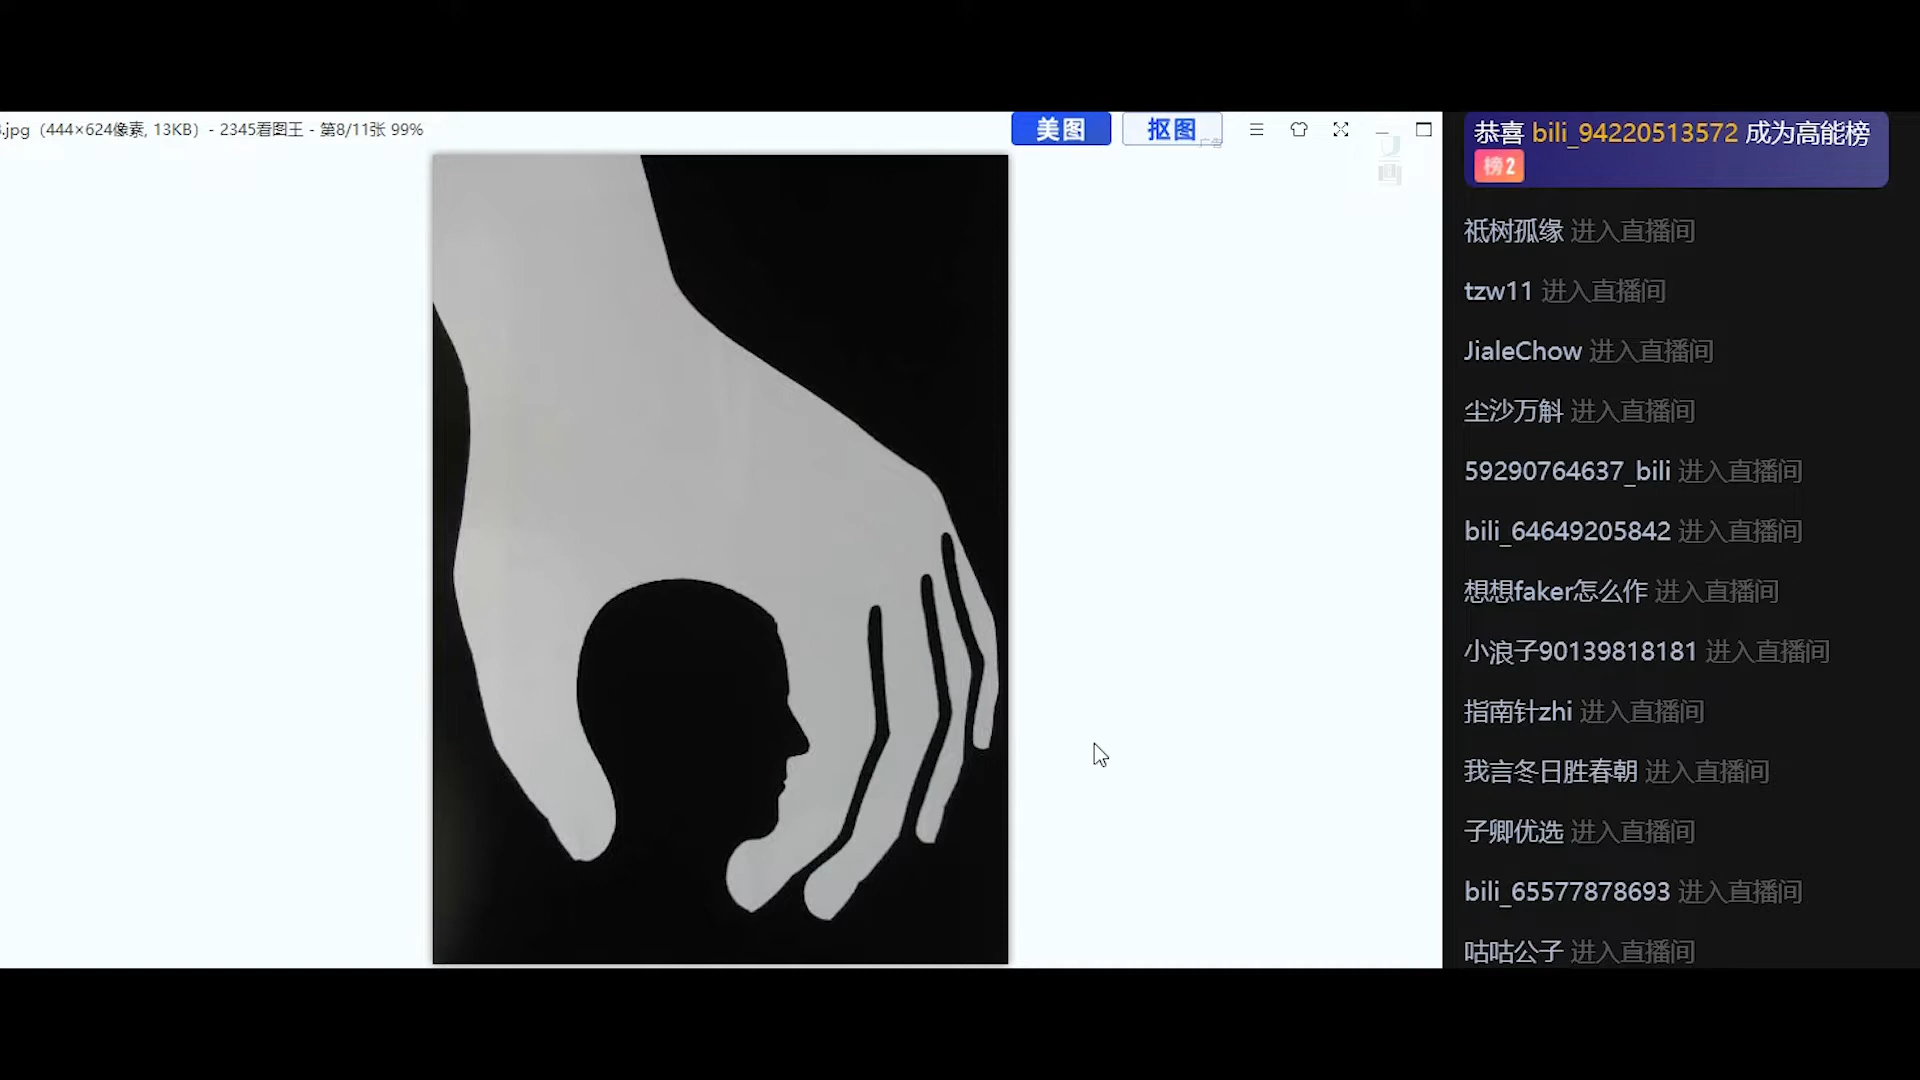 .jpg（444×624像素, 13KB）- 2345看图王 - 第8/11张 99%
美图
抠图
广告
恭喜 bili_94220513572 成为高能榜
榜2
祗树孤缘 进入直播间
tzw11 进入直播间
JialeChow 进入直播间
尘沙万斛 进入直播间
59290764637_bili 进入直播间
bili_64649205842 进入直播间
想想faker怎么作 进入直播间
小浪子90139818181 进入直播间
指南针zhi 进入直播间
我言冬日胜春朝 进入直播间
子卿优选 进入直播间
bili_65577878693 进入直播间
咕咕公子 进入直播间